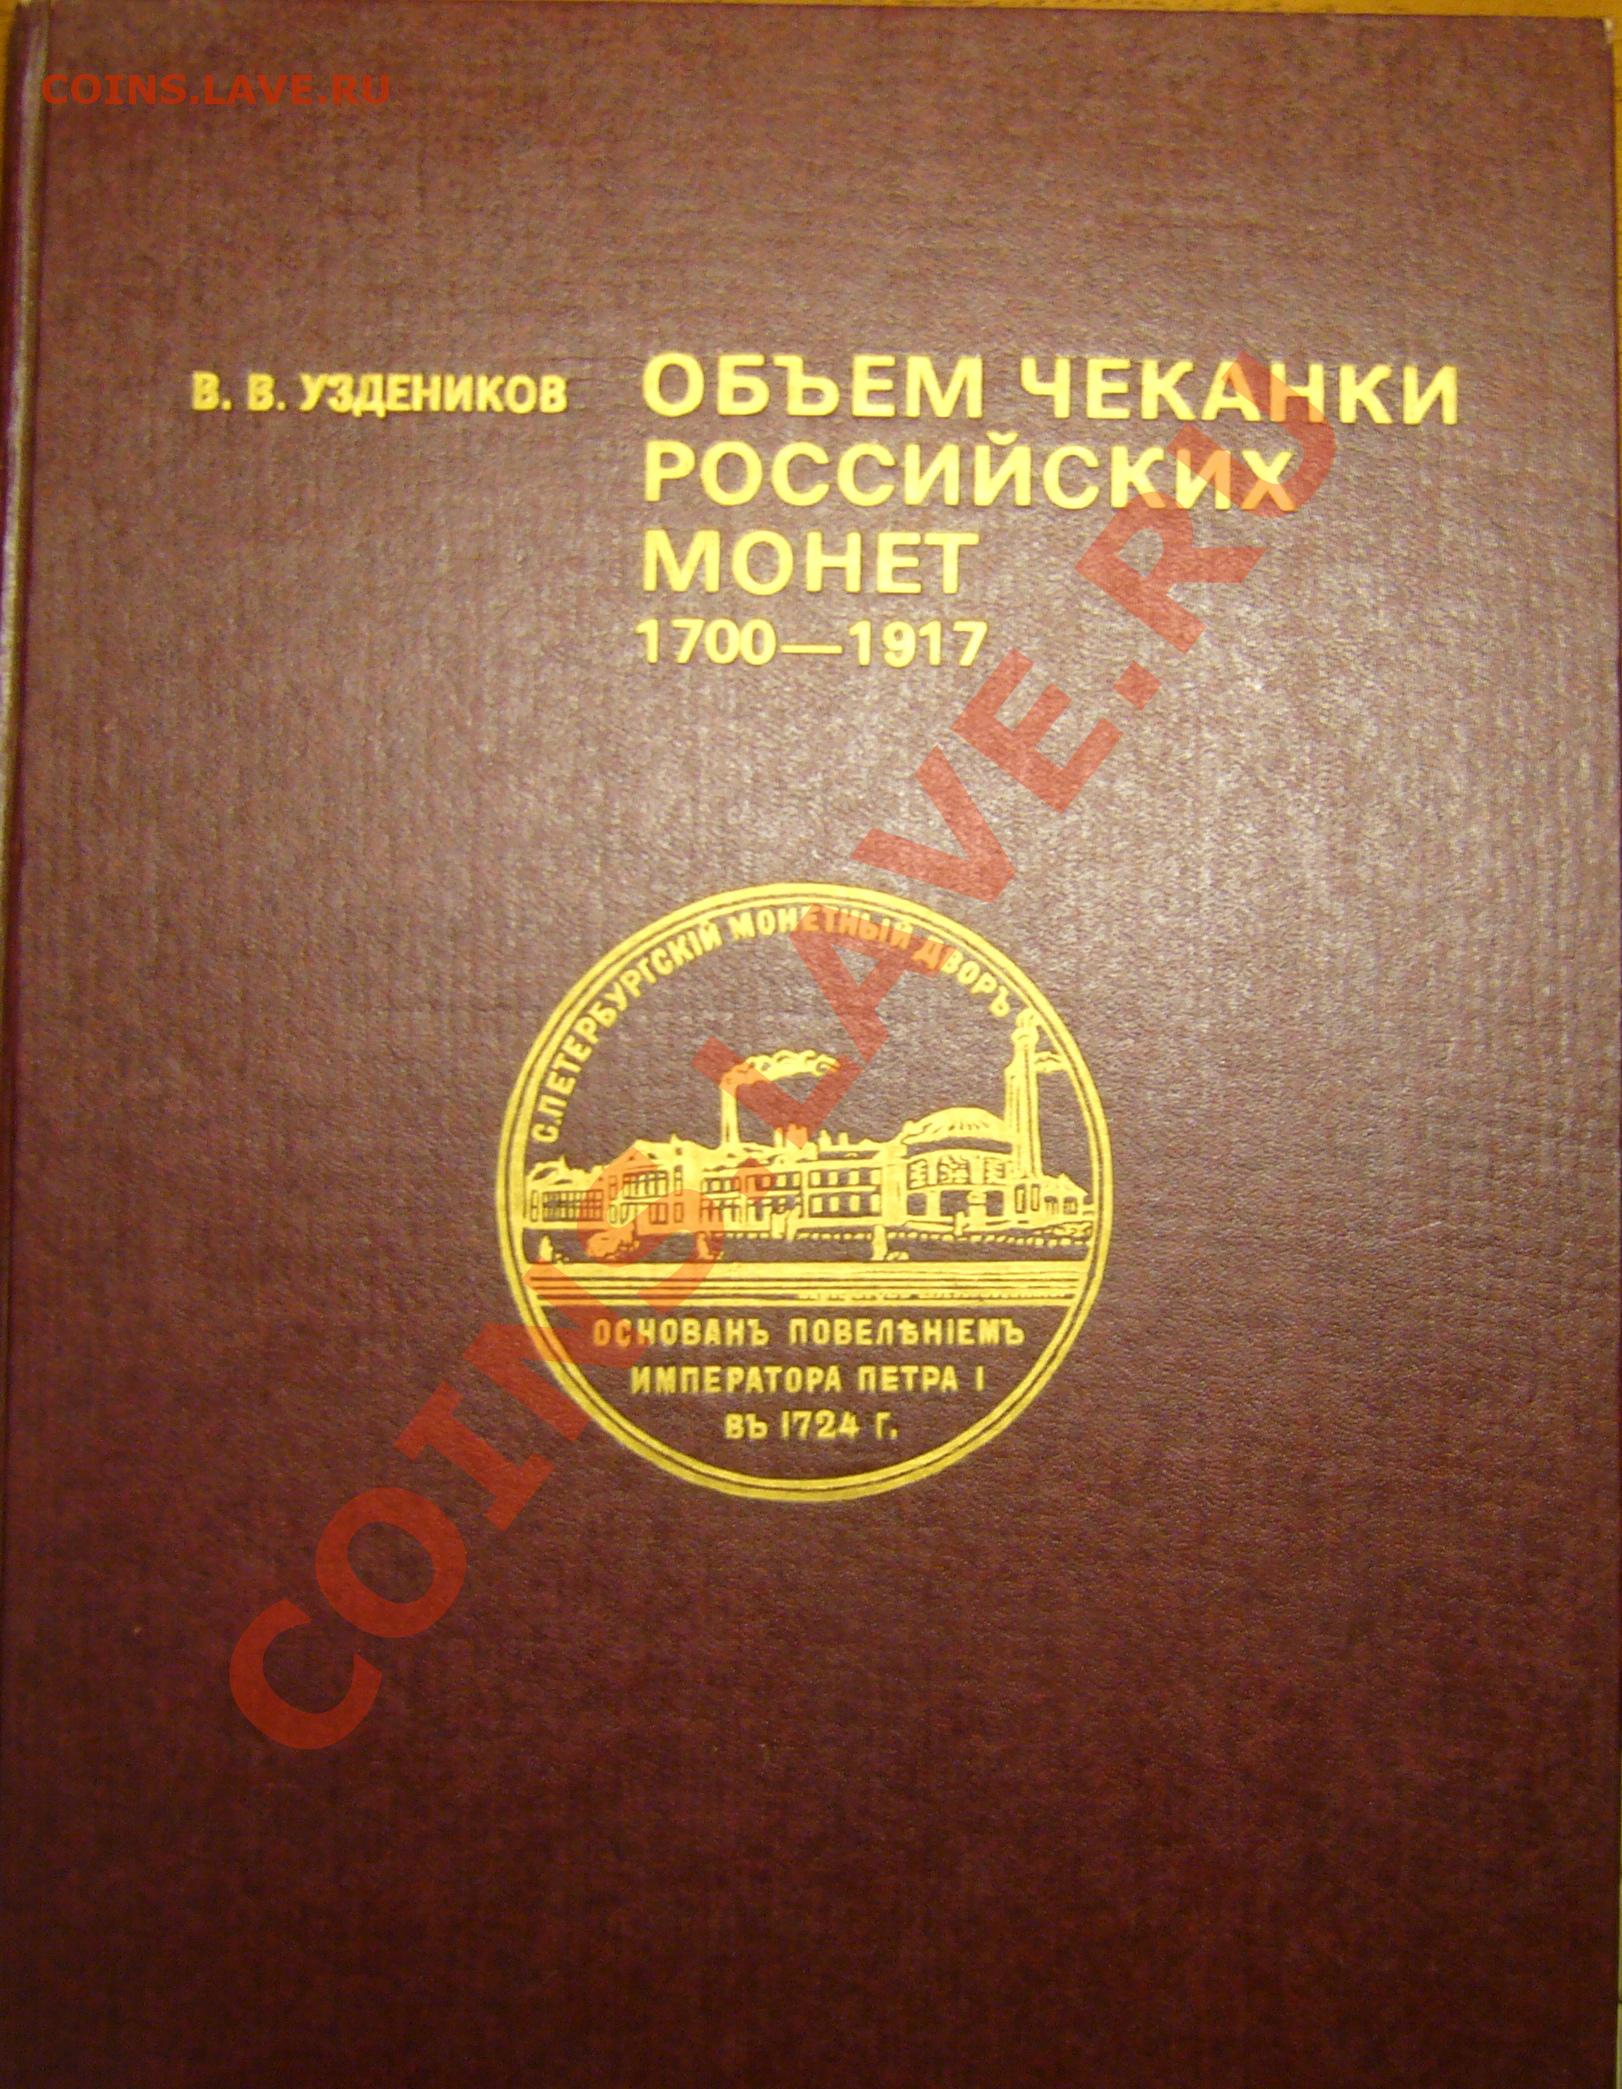 COINS.LAVE.RU
В. В. УЗДЕНИКОВ
ОБЪЕМ ЧЕКАНКИ
РОССИЙСКИХ
МОНЕТ
1700—1917
С.ПЕТЕРБУРГСКІЙ МОНЕТНЫЙ ДВОРЪ
ОСНОВАНЪ ПОВЕЛѢНІЕМЪ
ИМПЕРАТОРА ПЕТРА I
ВЪ 1724 Г.
COINS.LAVE.RU